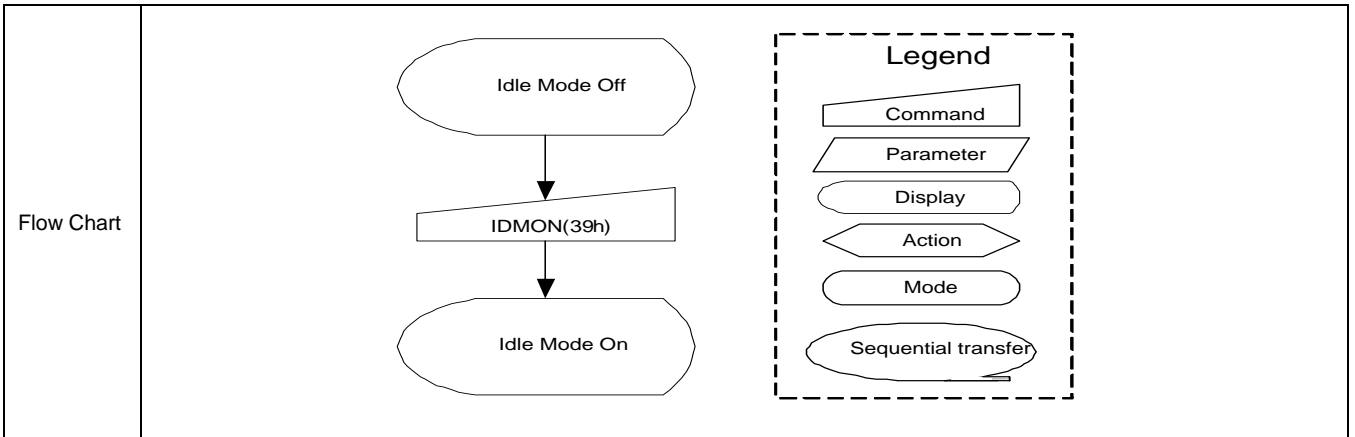 Flow Chart
Idle Mode Off
IDMON(39h)
Idle Mode On
Legend
Command
Parameter
Display
Action
Mode
Sequential transfer